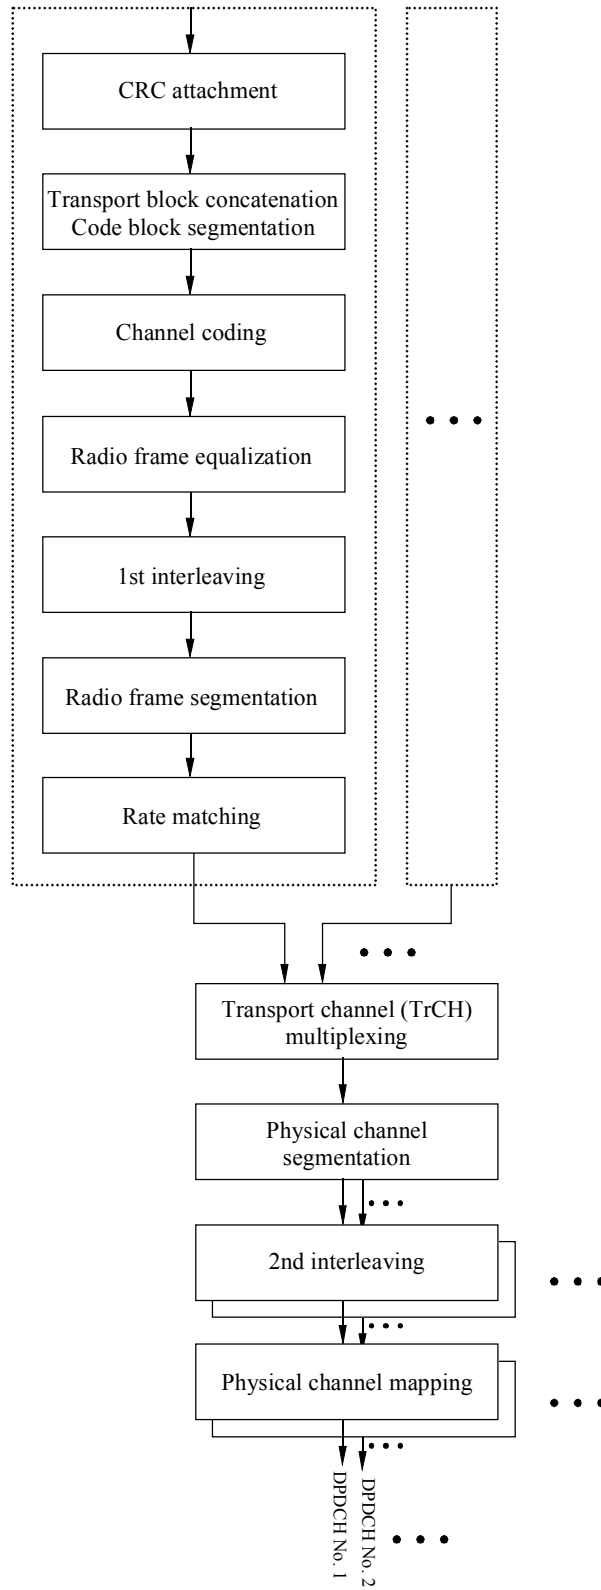 CRC attachment
Transport block concatenation
Code block segmentation
Channel coding
Radio frame equalization
1st interleaving
Radio frame segmentation
Rate matching
Transport channel (TrCH)
multiplexing
Physical channel
segmentation
2nd interleaving
Physical channel mapping
DPDCH No. 1
DPDCH No. 2